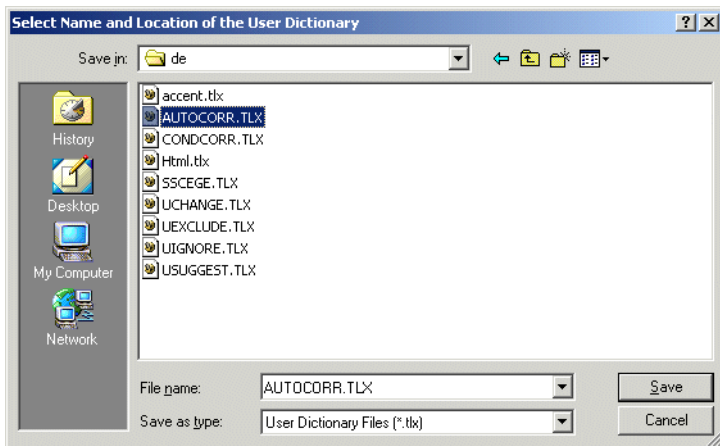 Select Name and Location of the User Dictionary
Save in: de
accent.tlx
AUTOCORR.TLX
CONDCORR.TLX
Html.tlx
SSCEGE.TLX
UCHANGE.TLX
UEXCLUDE.TLX
UIGNORE.TLX
USUGGEST.TLX
History
Desktop
My Computer
Network
File name: AUTOCORR.TLX Save
Save as type: User Dictionary Files (*.tlx) Cancel